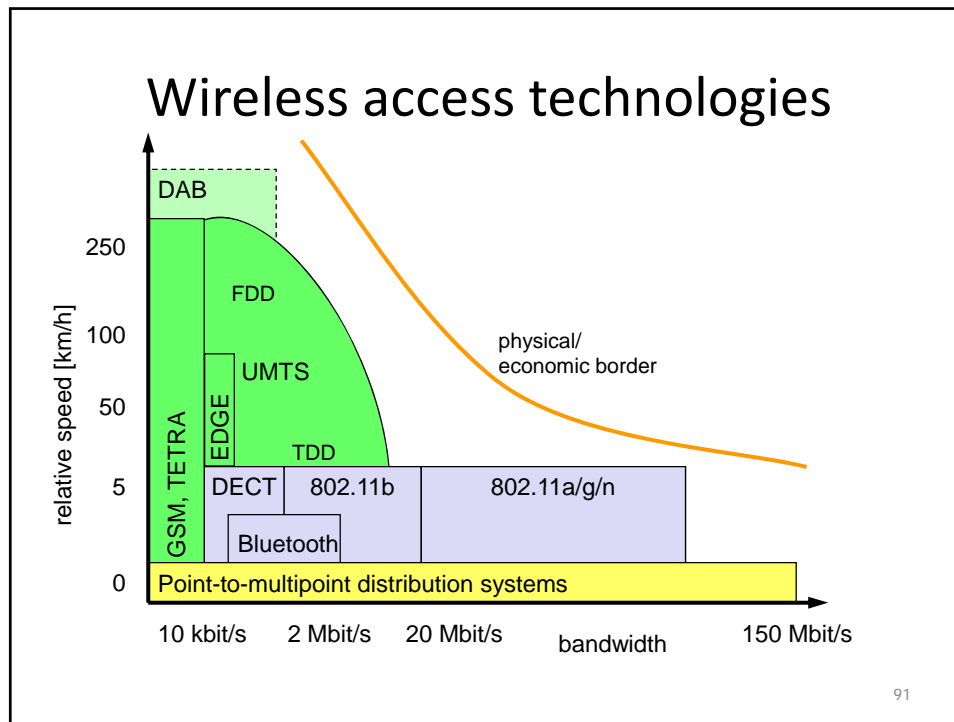 Wireless access technologies
DAB
250
FDD
relative speed [km/h]
100
physical/
economic border
UMTS
50
EDGE
GSM, TETRA
TDD
5
DECT
802.11b
802.11a/g/n
Bluetooth
0
Point-to-multipoint distribution systems
10 kbit/s
2 Mbit/s
20 Mbit/s
bandwidth
150 Mbit/s
91